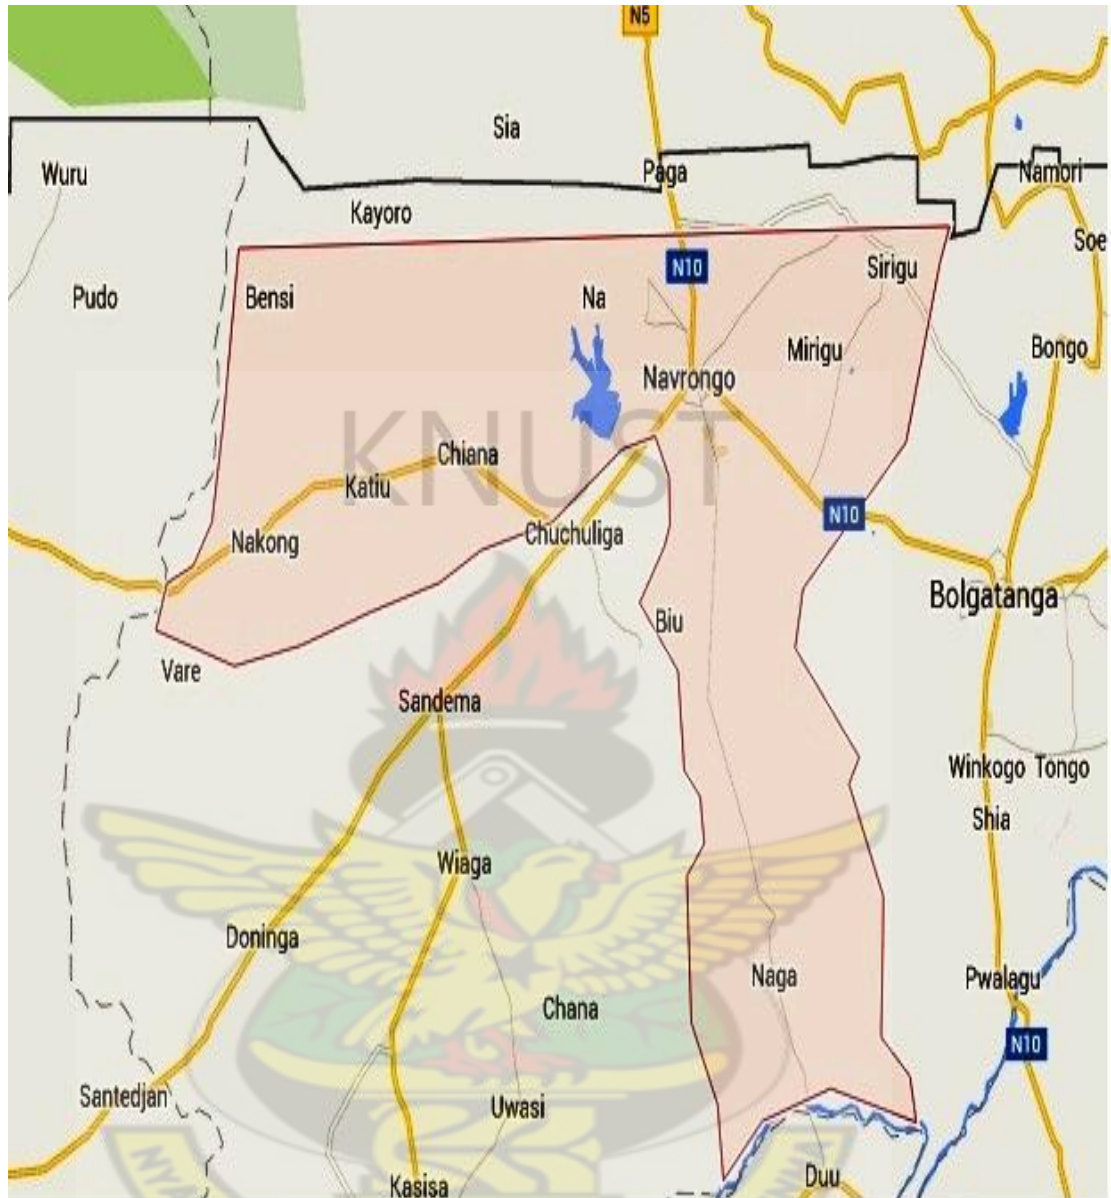 N5
Sia
Wuru
Paga
Namori
Kayoro
Soe
N10
Sirigu
Pudo
Bensi
Na
Mirigu
Bongo
Navrongo
KNUST
Chiana
Katiu
N10
Nakong
Chuchuliga
Bolgatanga
Biu
Vare
Sandema
Winkogo
Tongo
Shia
Wiaga
Doninga
Naga
Pwalagu
Chana
N10
Santedjan
Uwasi
Duu
Kasisa